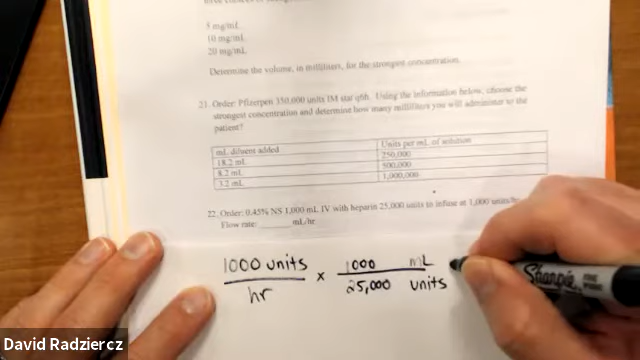 5 mg/mL
10 mg/mL
20 mg/mL
Determine the volume, in milliliters, for the strongest concentration.
21. Order: Pfizerpen 350,000 units IM stat q6h. Using the information below, choose the
strongest concentration and determine how many milliliters you will administer to the
patient?
mL diluent added Units per mL of solution
18.2 mL 250,000
8.2 mL 500,000
3.2 mL 1,000,000
22. Order: 0.45% NS 1,000 mL IV with heparin 25,000 units to infuse at 1,000 units/hr
Flow rate: ______ mL/hr
1000 units / hr × 1000 mL / 25,000 units
Sharpie
David Radziercz